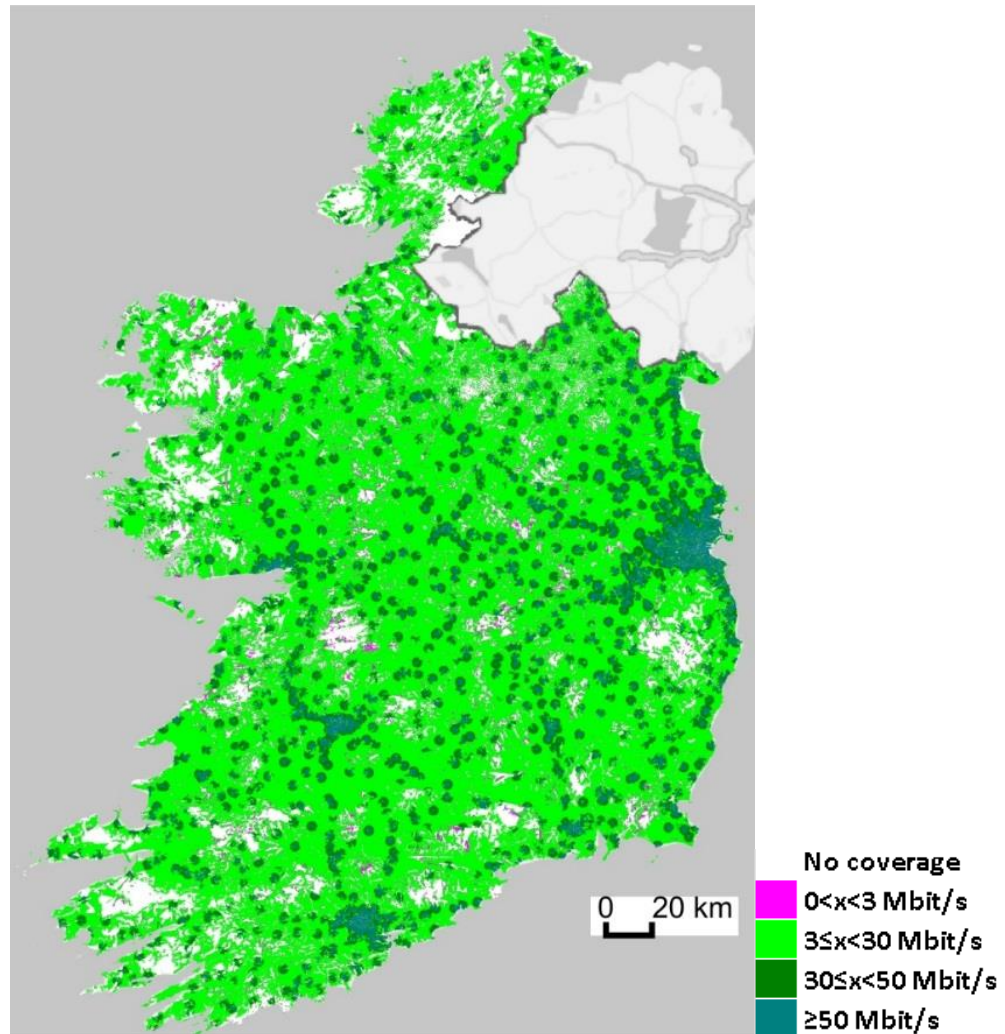 0 20 km
No coverage
0<x<3 Mbit/s
3≤x<30 Mbit/s
30≤x<50 Mbit/s
≥50 Mbit/s